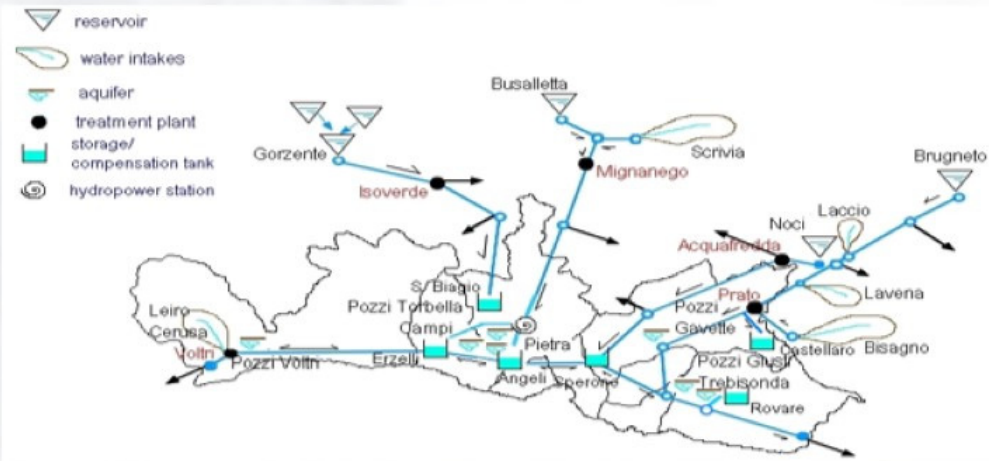 reservoir
water intakes
aquifer
treatment plant
storage/
compensation tank
hydropower station
Busalletta
Gorzente
Scrivia
Isoverde
Mignanego
Brugneto
Laccio
Noci
Acquafredda
S/Biagio
Pozzi Torbella
Prato
Pozzi
Lavena
Leiro
Campi
Gavette
Cerusa
Pietra
Castellaro
Bisagno
Voltri
Pozzi Voltri
Erzelli
Pozzi Giusti
Angeli
Sperone
Trebisonda
Rovare